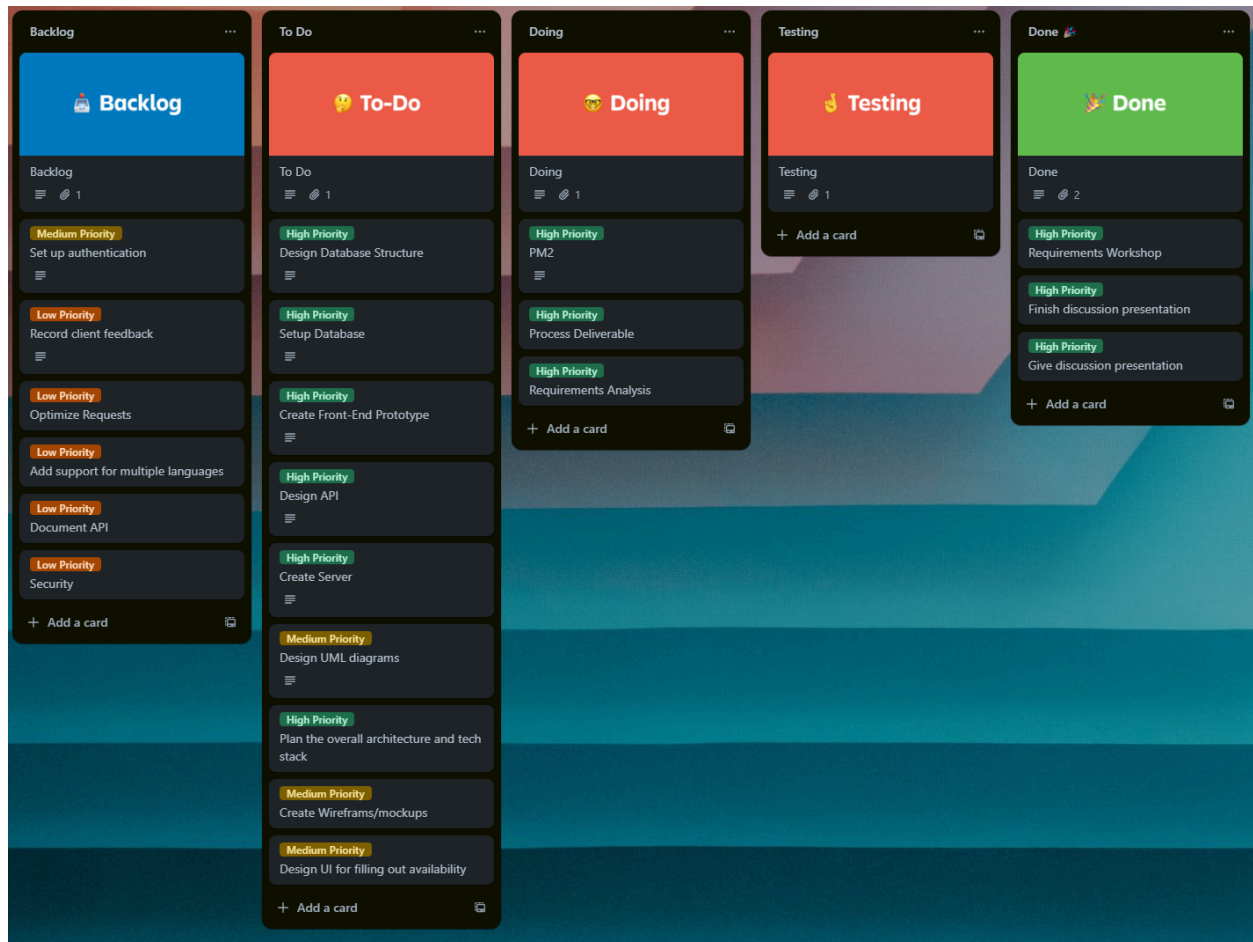 Backlog
Backlog
Backlog
1
Medium Priority
Set up authentication
Low Priority
Record client feedback
Low Priority
Optimize Requests
Low Priority
Add support for multiple languages
Low Priority
Document API
Low Priority
Security
+ Add a card
To Do
To-Do
To Do
1
High Priority
Design Database Structure
High Priority
Setup Database
High Priority
Create Front-End Prototype
High Priority
Design API
High Priority
Create Server
Medium Priority
Design UML diagrams
High Priority
Plan the overall architecture and tech
stack
Medium Priority
Create Wireframs/mockups
Medium Priority
Design UI for filling out availability
+ Add a card
Doing
Doing
Doing
1
High Priority
PM2
High Priority
Process Deliverable
High Priority
Requirements Analysis
+ Add a card
Testing
Testing
Testing
1
+ Add a card
Done 🎉
🎉 Done
Done
2
High Priority
Requirements Workshop
High Priority
Finish discussion presentation
High Priority
Give discussion presentation
+ Add a card